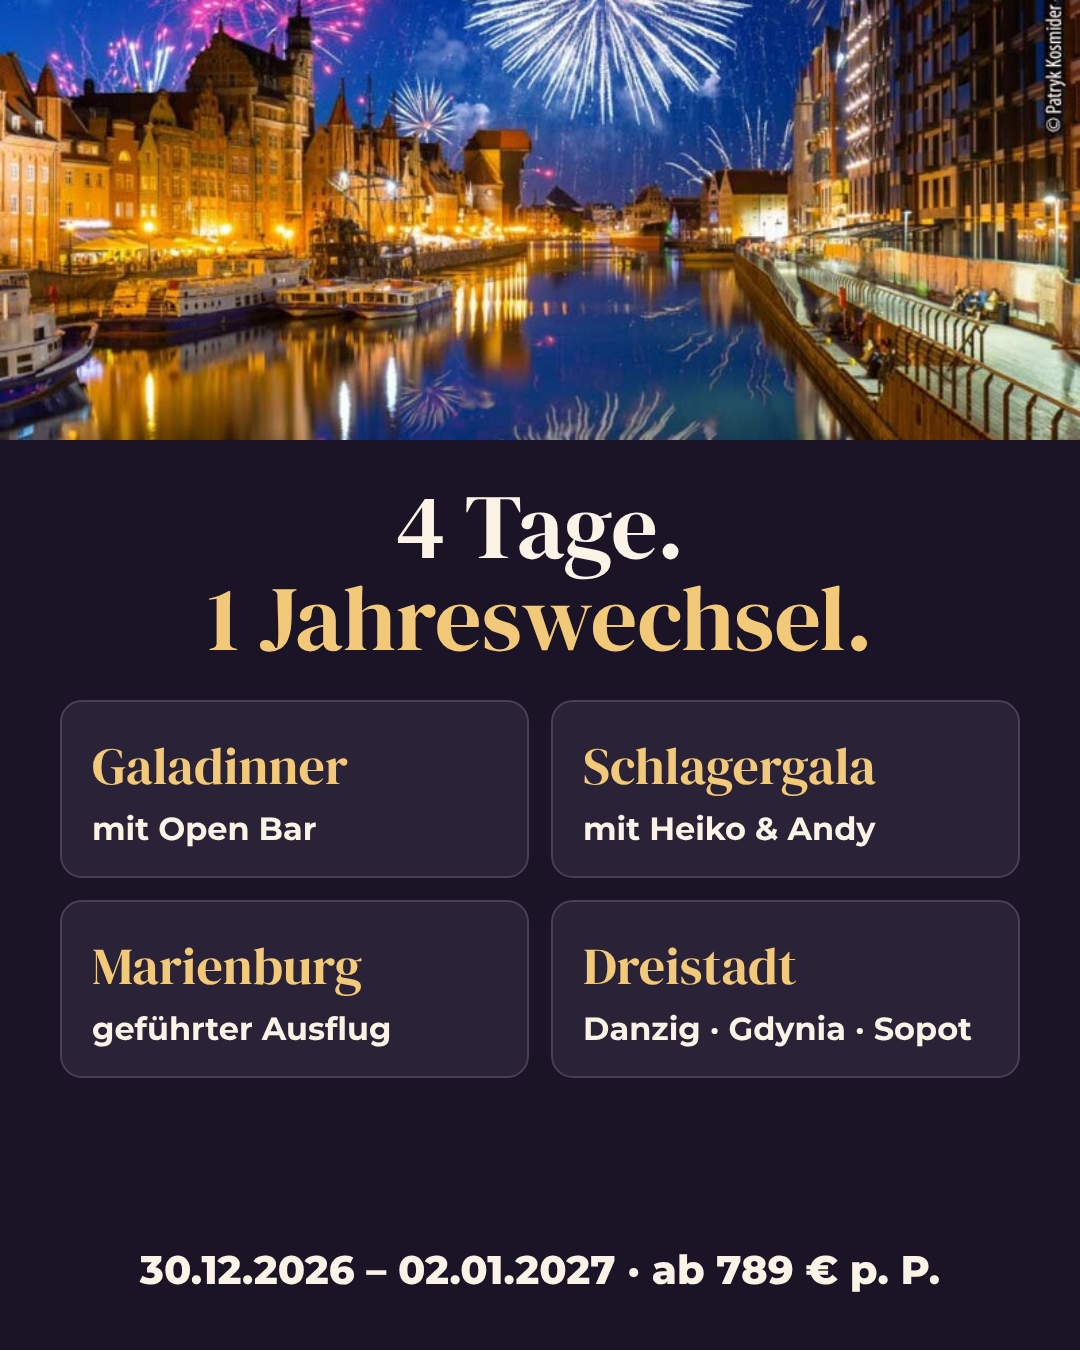 © Patryk Kosmider
4 Tage.
1 Jahreswechsel.
Galadinner
mit Open Bar
Schlagergala
mit Heiko & Andy
Marienburg
geführter Ausflug
Dreistadt
Danzig · Gdynia · Sopot
30.12.2026 – 02.01.2027 · ab 789 € p. P.